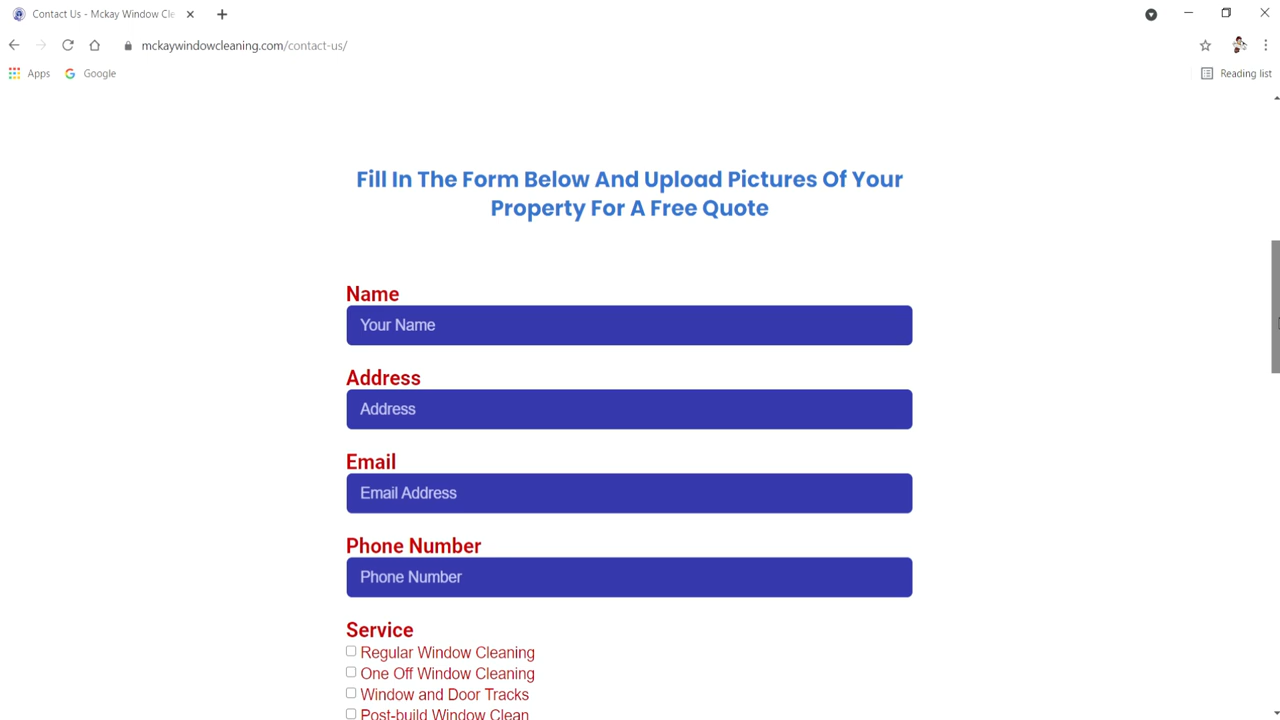 Contact Us - Mckay Window Cle
mckaywindowcleaning.com/contact-us/
Apps
Google
Reading list
Fill In The Form Below And Upload Pictures Of Your
Property For A Free Quote
Name
Your Name
Address
Address
Email
Email Address
Phone Number
Phone Number
Service
Regular Window Cleaning
One Off Window Cleaning
Window and Door Tracks
Post-build Window Clean